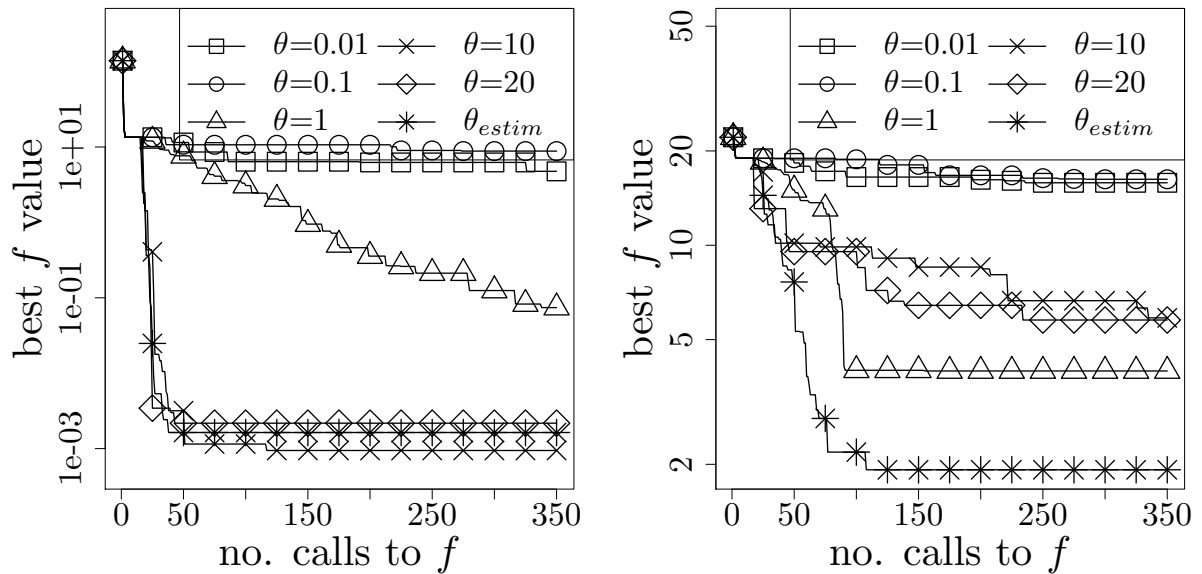 best f value
1e+01
1e-01
1e-03
0 50 150 250 350
no. calls to f
θ=0.01 θ=10
θ=0.1 θ=20
θ=1 θestim
best f value
50
20
10
5
2
0 50 150 250 350
no. calls to f
θ=0.01 θ=10
θ=0.1 θ=20
θ=1 θestim